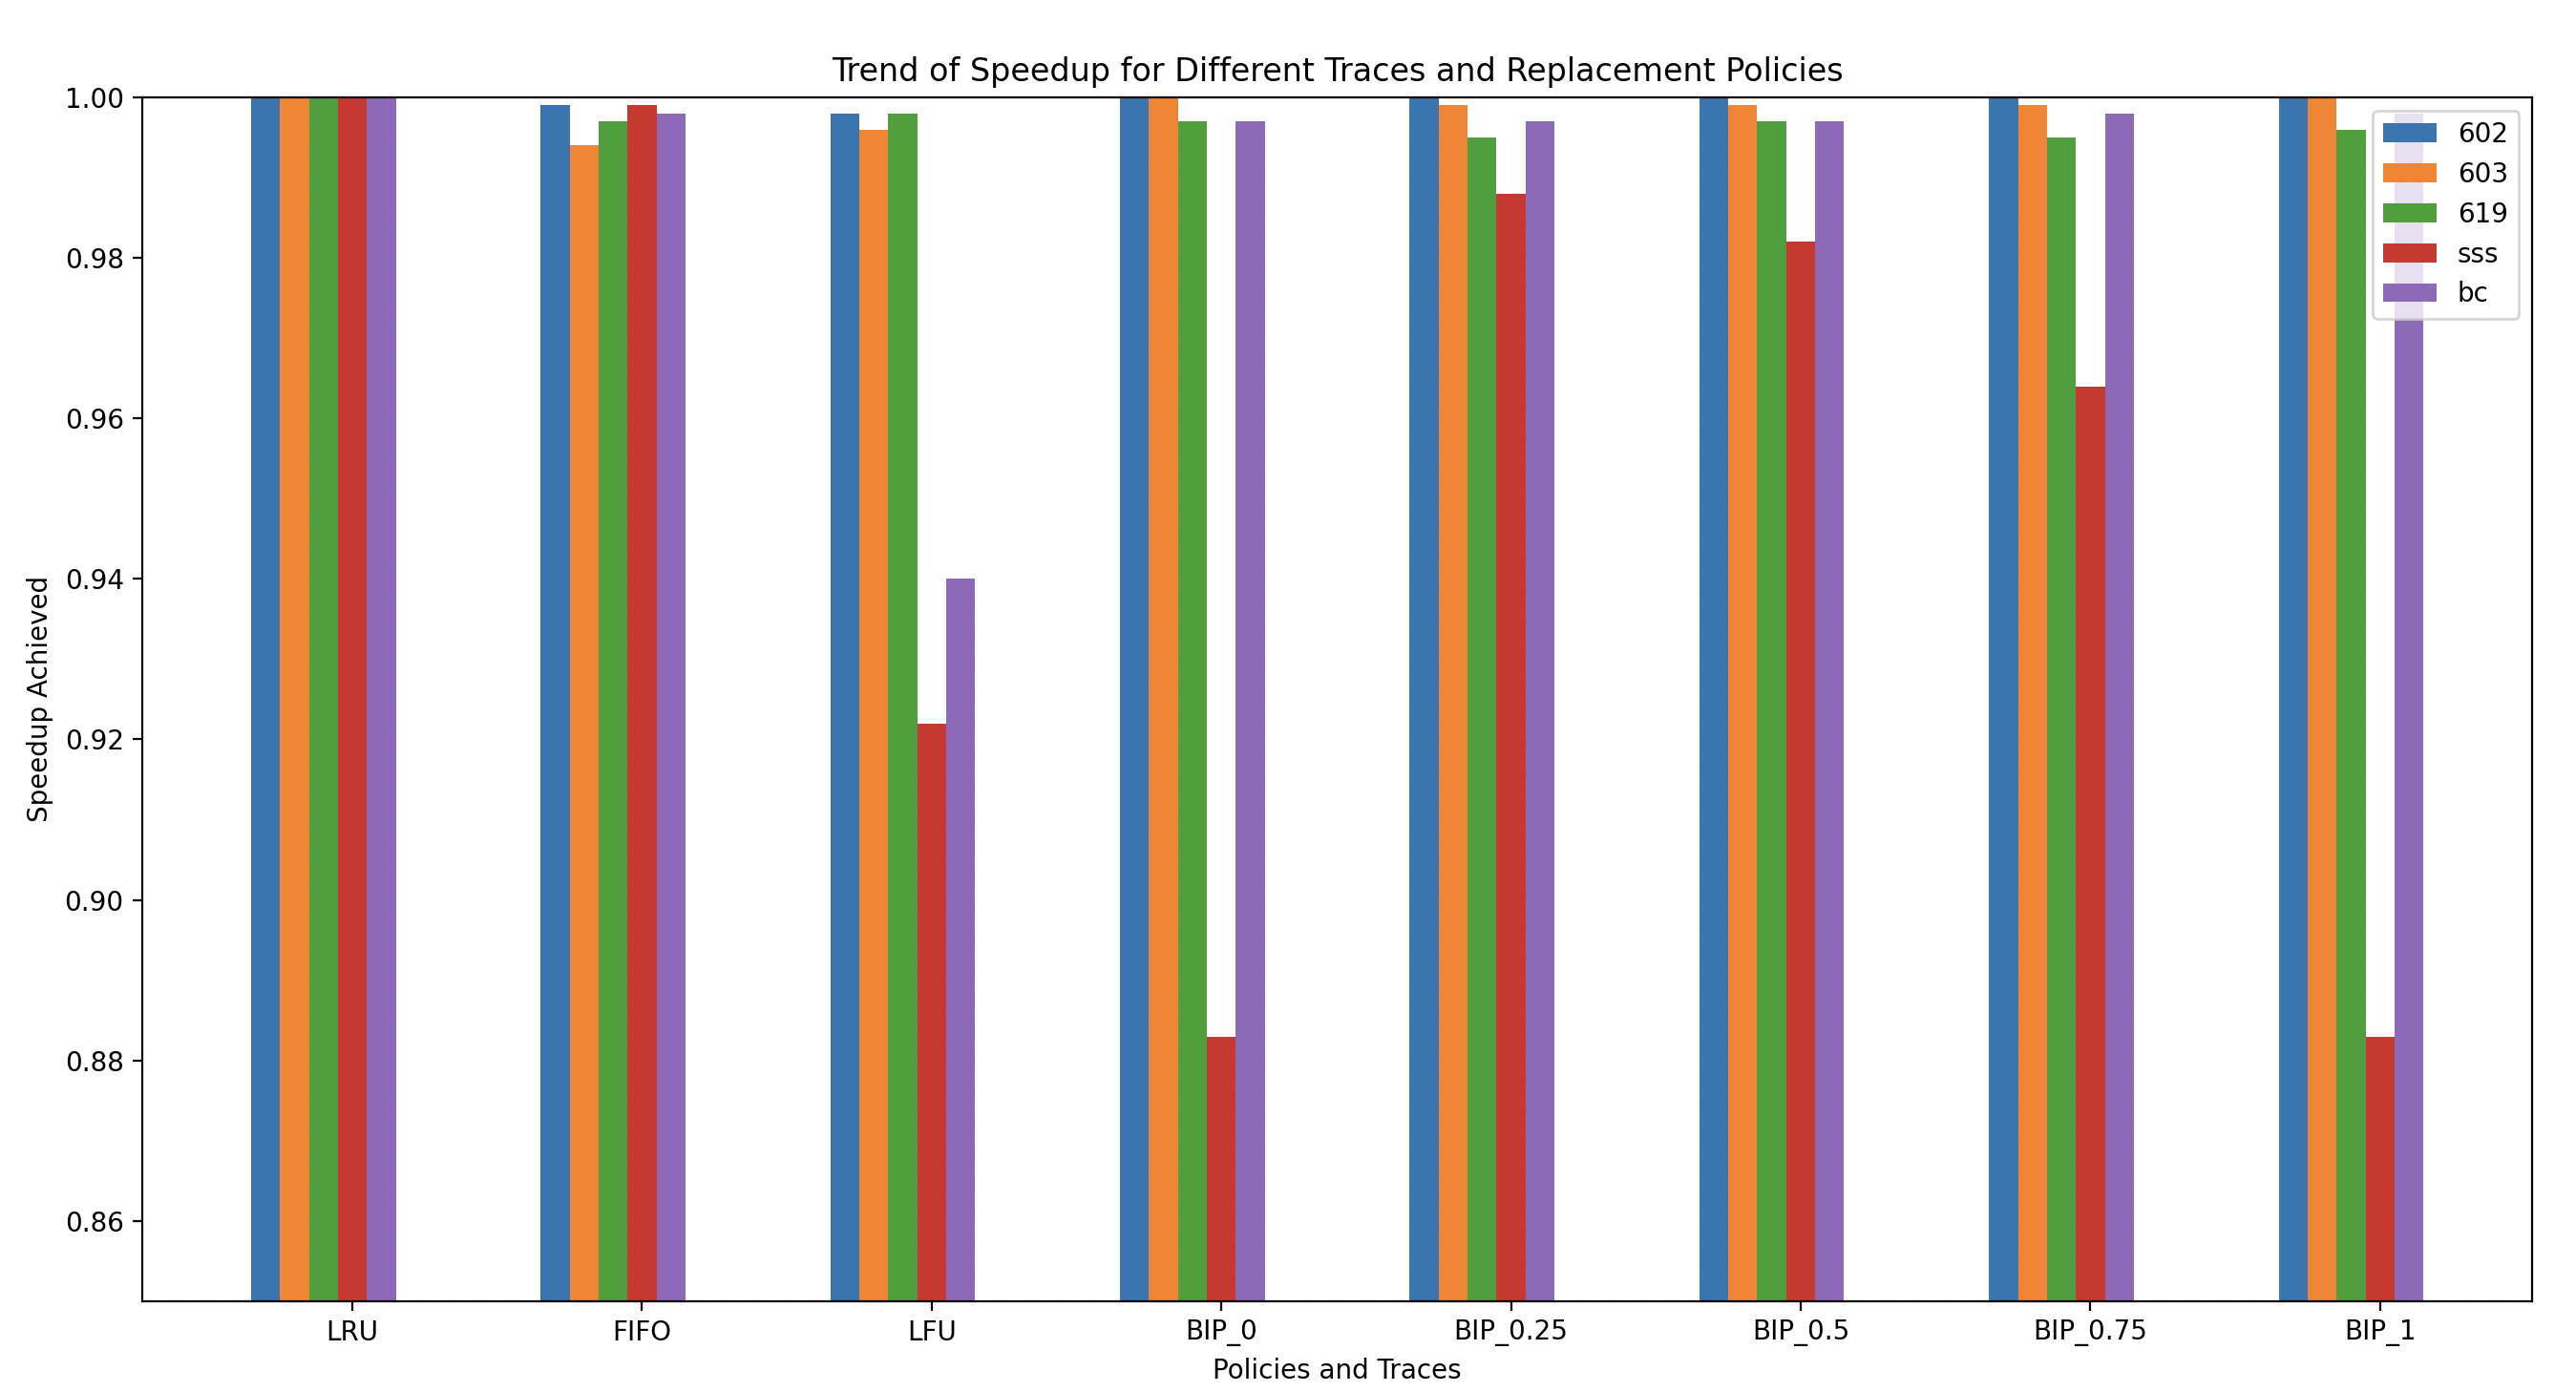 Trend of Speedup for Different Traces and Replacement Policies
1.00
0.98
0.96
0.94
0.92
0.90
0.88
0.86
Speedup Achieved
602
603
619
sss
bc
LRU FIFO LFU BIP_0 BIP_0.25 BIP_0.5 BIP_0.75 BIP_1
Policies and Traces